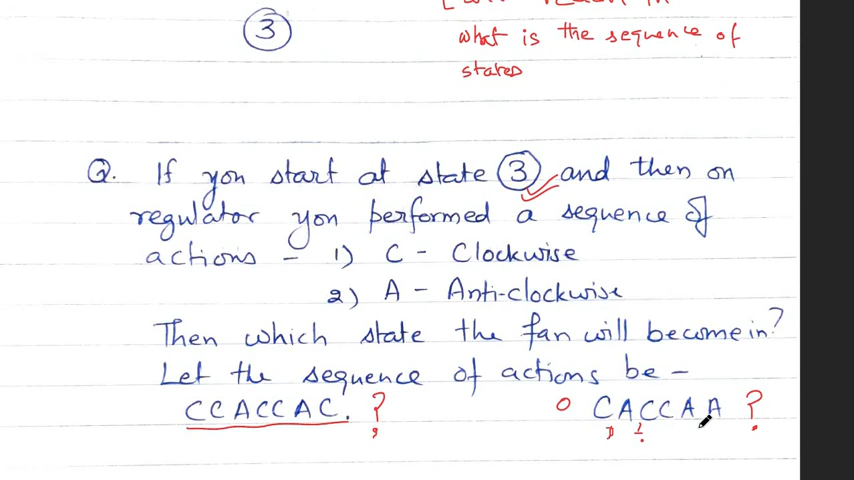 what is the sequence of
3
states
Q. If you start at state 3 and then on
regulator you performed a sequence of
actions - 1) C - Clockwise
2) A - Anti-clockwise
Then which state the fan will become in?
Let the sequence of actions be -
CCACCAC. ? 0 CACCAA ?